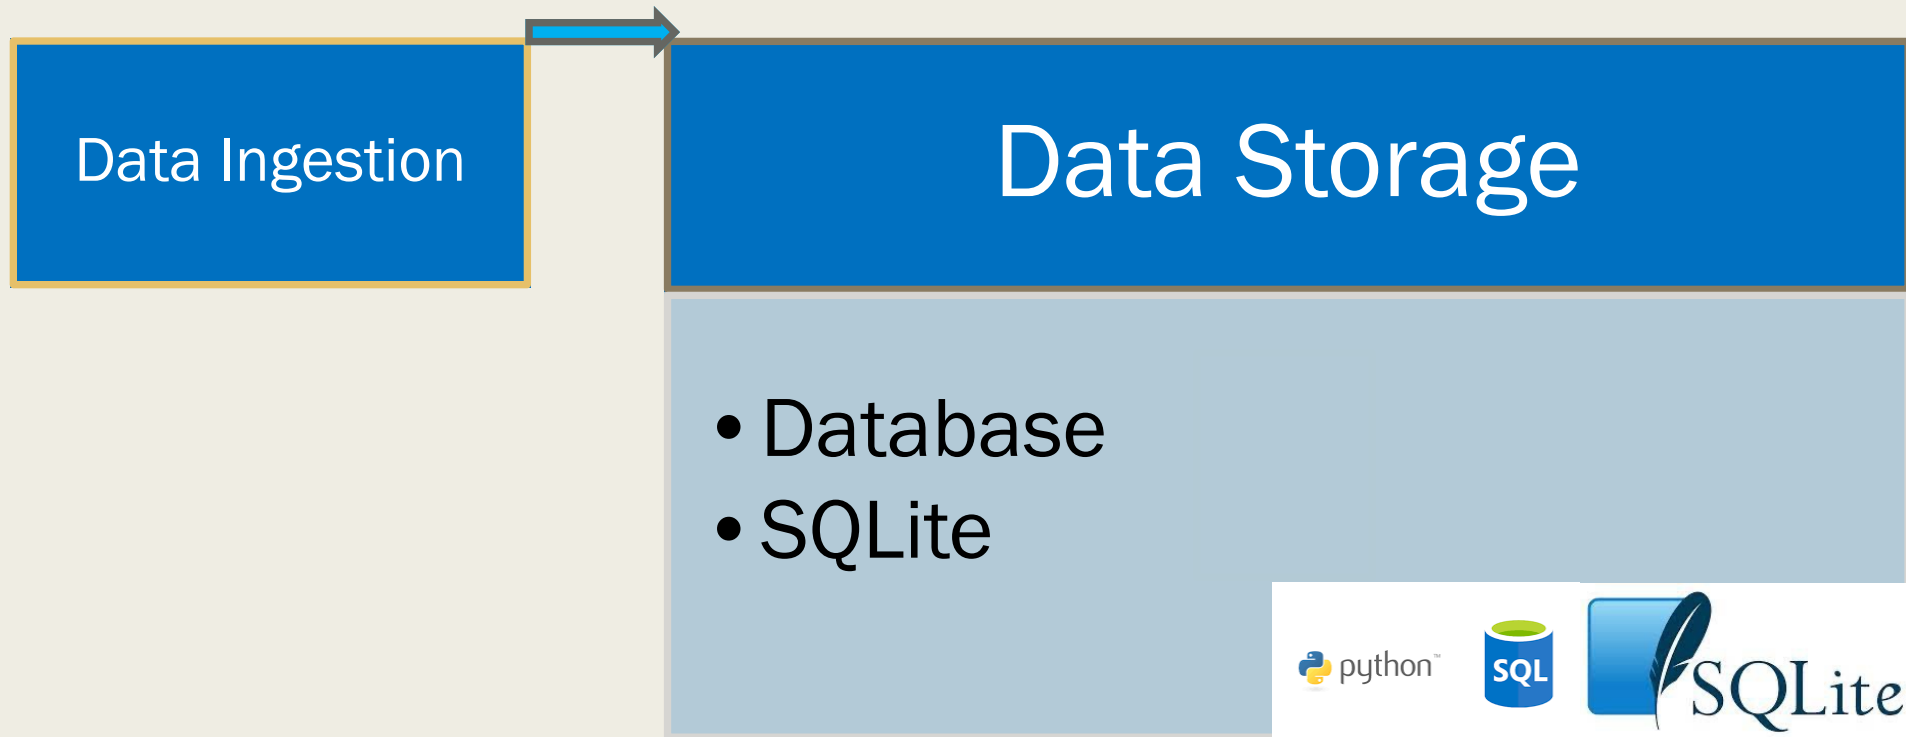 Data Ingestion
Data Storage
• Database
• SQLite
python™
SQL
SQLite